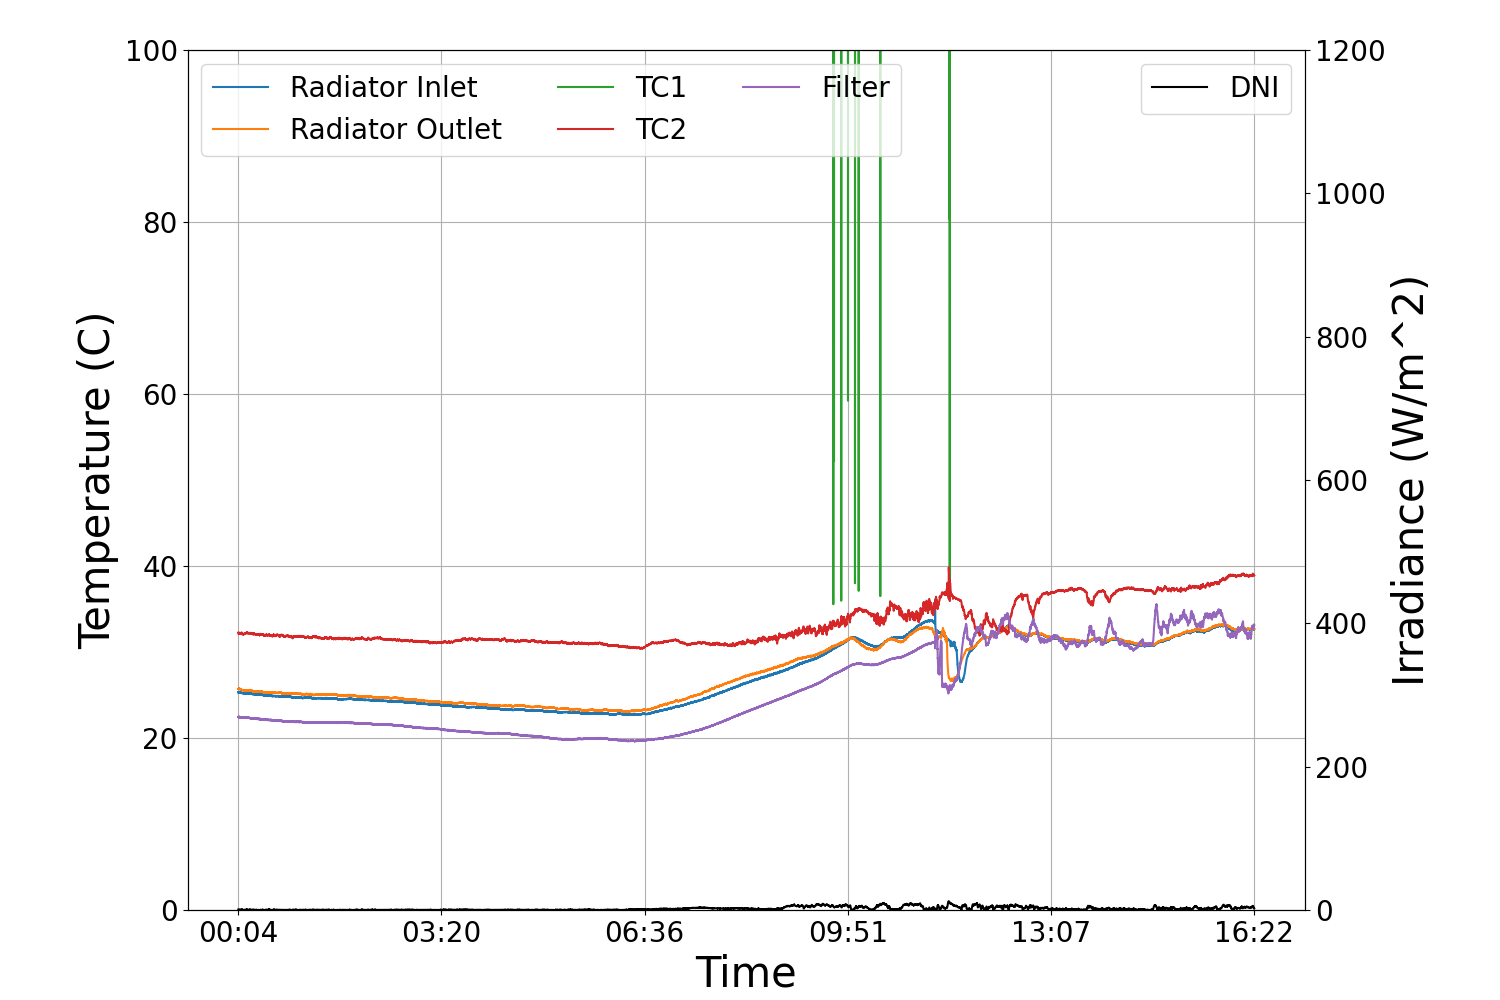 100
80
60
40
20
0
Temperature (C)
Radiator Inlet
Radiator Outlet
TC1
TC2
Filter
DNI
1200
1000
800
600
400
200
0
Irradiance (W/m^2)
00:04 03:20 06:36 09:51 13:07 16:22
Time